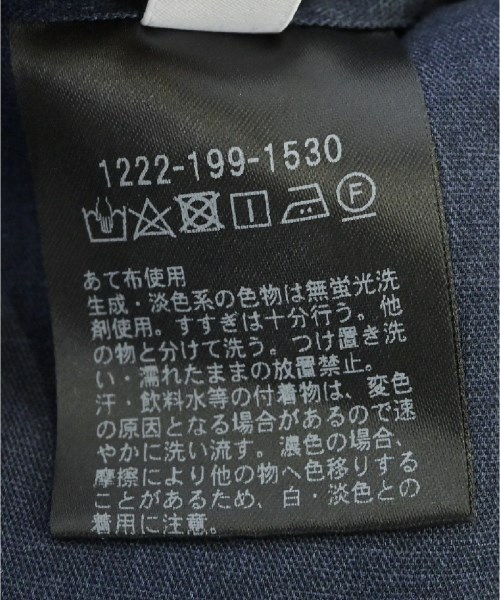 1222-199-1530
F
あて布使用
生成・淡色系の色物は無蛍光洗
剤使用。すすぎは十分行う。他
の物と分けて洗う。つけ置き洗
い・濡れたままの放置禁止。
汗・飲料水等の付着物は、変色
の原因となる場合があるので速
やかに洗い流す。濃色の場合、
摩擦により他の物へ色移りする
ことがあるため、白・淡色との
着用に注意。